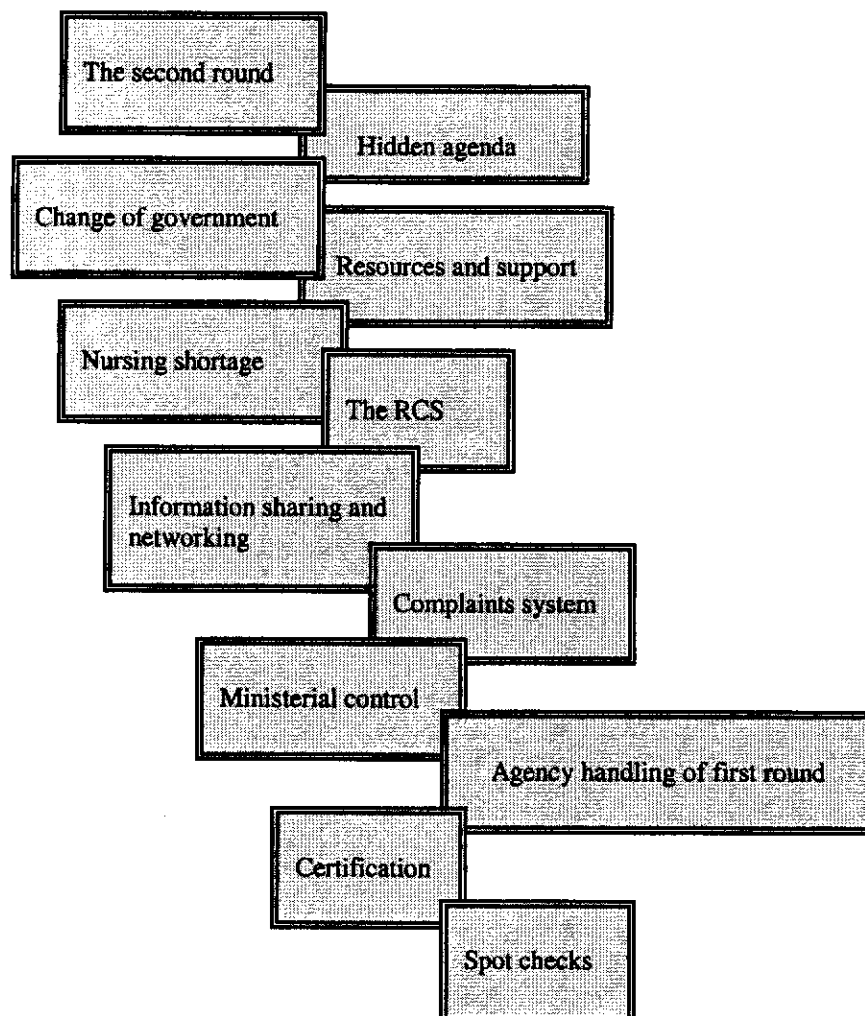 The second round
Hidden agenda
Change of government
Resources and support
Nursing shortage
The RCS
Information sharing and
networking
Complaints system
Ministerial control
Agency handling of first round
Certification
Spot checks